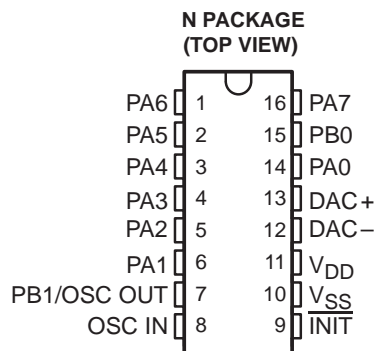 N PACKAGE
(TOP VIEW)
PA6 1 16 PA7
PA5 2 15 PB0
PA4 3 14 PA0
PA3 4 13 DAC+
PA2 5 12 DAC–
PA1 6 11 VDD
PB1/OSC OUT 7 10 VSS
OSC IN 8 9 INIT